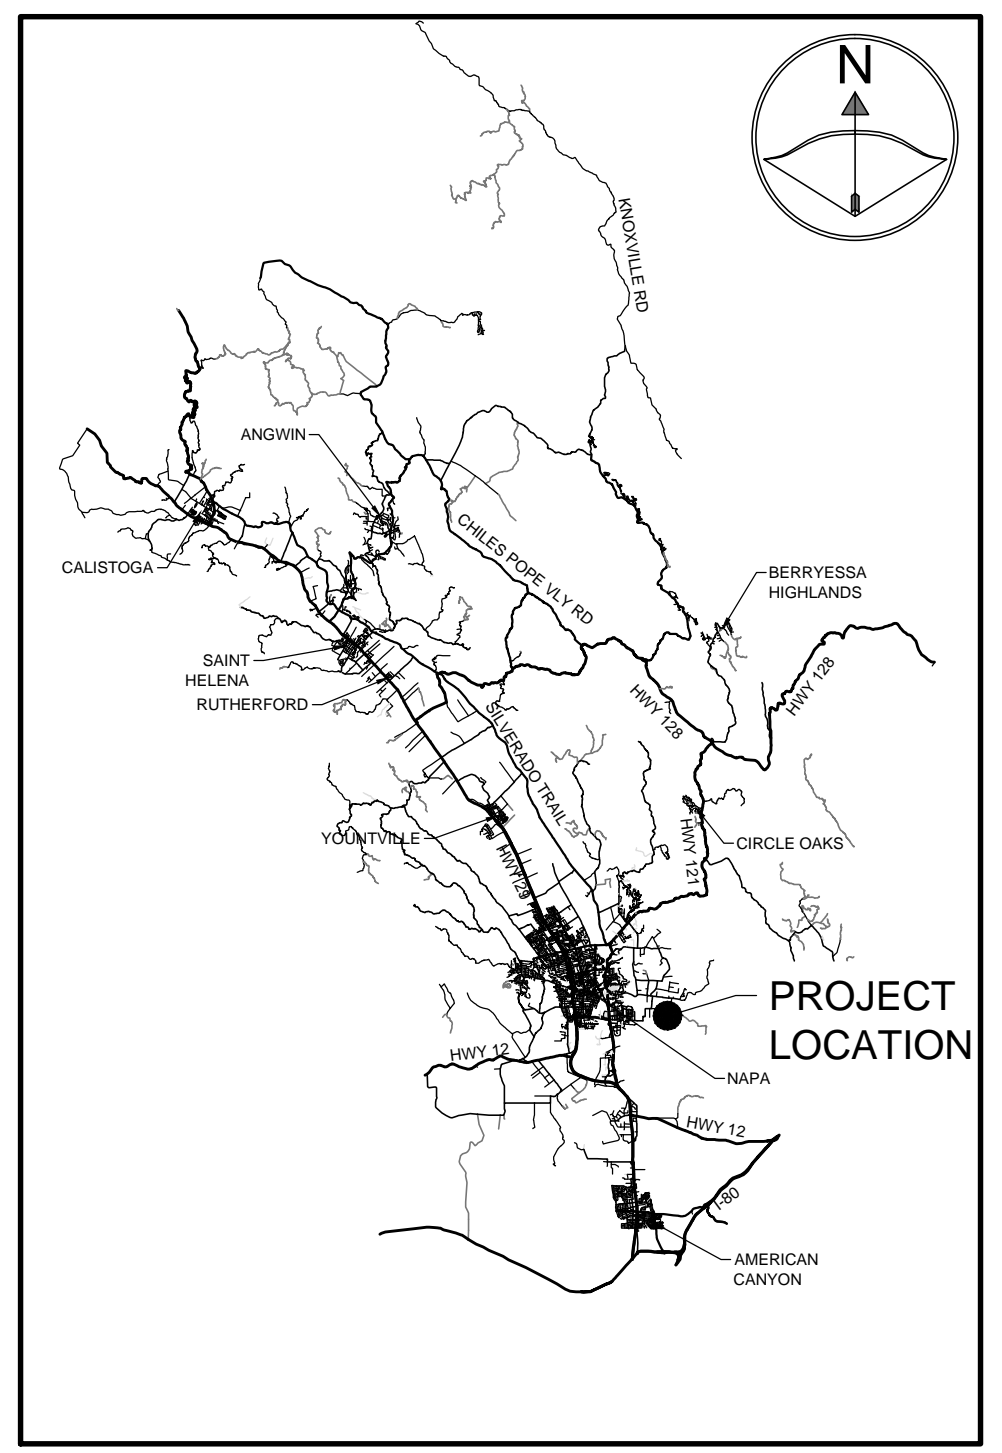 N
KNOXVILLE RD
ANGWIN
CHILES POPE VLY RD
CALISTOGA
BERRYESSA
HIGHLANDS
SAINT
HELENA
RUTHERFORD
HWY 128
HWY 128
SILVERADO TRAIL
YOUNTVILLE
HWY 29
HWY 121
CIRCLE OAKS
PROJECT
LOCATION
HWY 12
NAPA
HWY 12
I-80
AMERICAN
CANYON